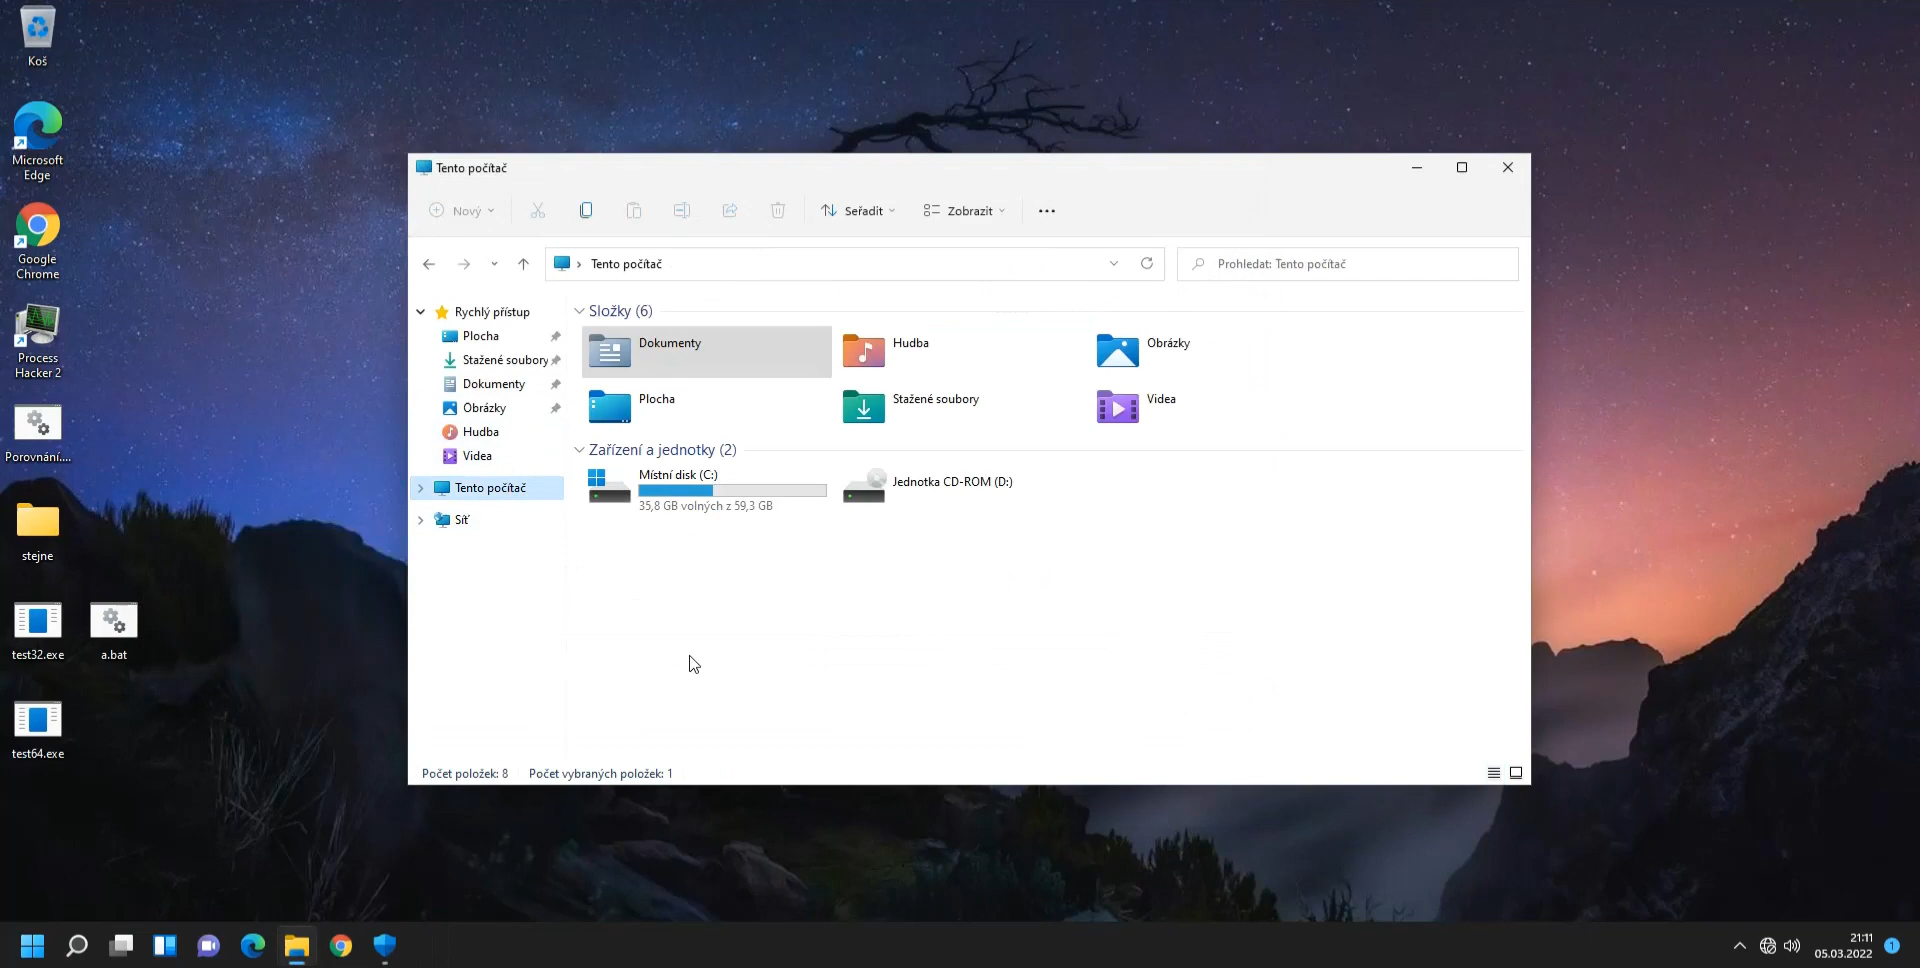 Koš
Microsoft
Edge
Google
Chrome
Process
Hacker 2
Porovnání....
stejne
test32.exe
a.bat
test64.exe
Tento počítač
Nový
Seřadit
Zobrazit
Tento počítač
Prohledat: Tento počítač
Rychlý přístup
Plocha
Stažené soubory
Dokumenty
Obrázky
Hudba
Videa
Tento počítač
Síť
Složky (6)
Dokumenty
Hudba
Obrázky
Plocha
Stažené soubory
Videa
Zařízení a jednotky (2)
Místní disk (C:)
35,8 GB volných z 59,3 GB
Jednotka CD-ROM (D:)
Počet položek: 8
Počet vybraných položek: 1
21:11
05.03.2022
1